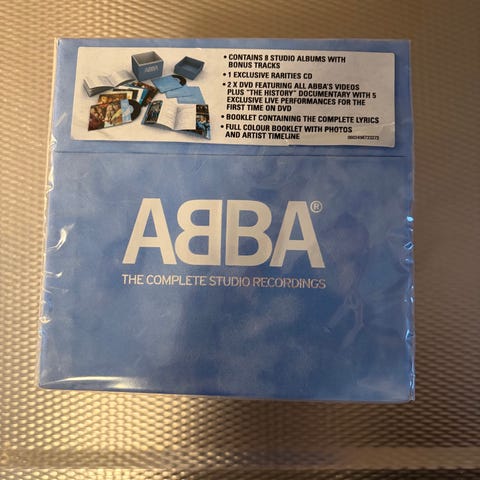 • CONTAINS 8 STUDIO ALBUMS WITH
BONUS TRACKS
• 1 EXCLUSIVE RARITIES CD
• 2 X DVD FEATURING ALL ABBA'S VIDEOS
PLUS "THE HISTORY" DOCUMENTARY WITH 5
EXCLUSIVE LIVE PERFORMANCES FOR THE
FIRST TIME ON DVD
• BOOKLET CONTAINING THE COMPLETE LYRICS
• FULL COLOUR BOOKLET WITH PHOTOS
AND ARTIST TIMELINE
ABBA
AᗺBA®
THE COMPLETE STUDIO RECORDINGS